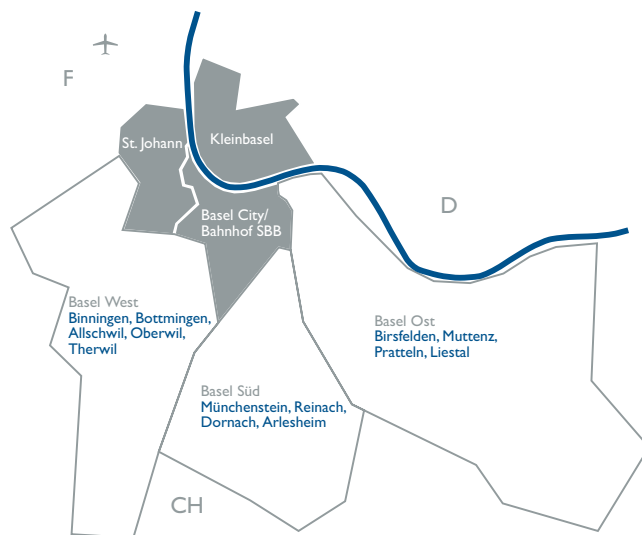 F
St. Johann
Kleinbasel
Basel City/
Bahnhof SBB
D
Basel West
Binningen, Bottmingen,
Allschwil, Oberwil,
Therwil
Basel Ost
Birsfelden, Muttenz,
Pratteln, Liestal
Basel Süd
Münchenstein, Reinach,
Dornach, Arlesheim
CH